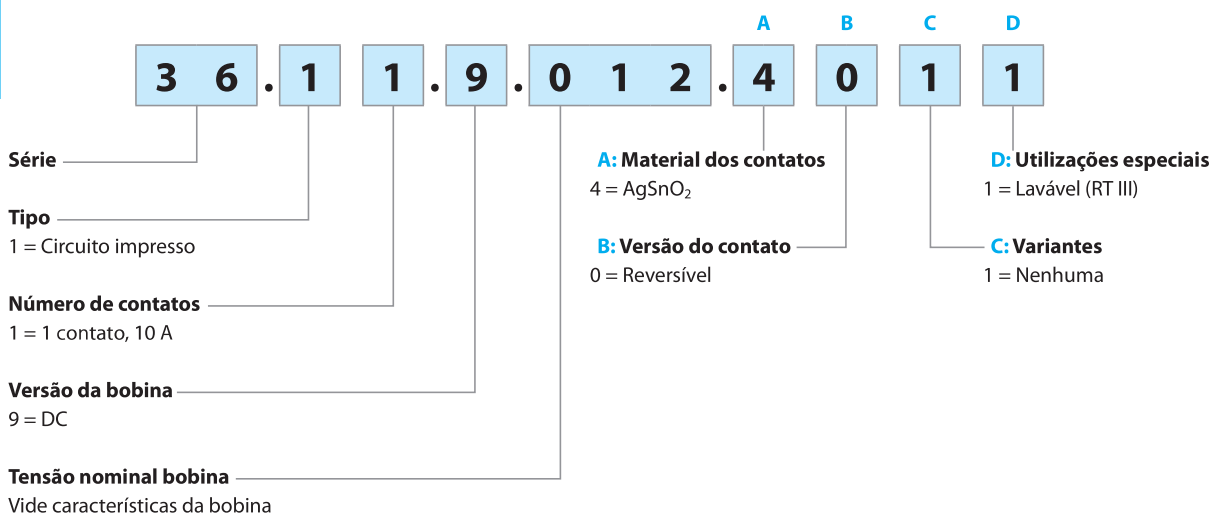 A B C D
3 6 . 1 1 . 9 . 0 1 2 . 4 0 1 1
Série
Tipo
1 = Circuito impresso
Número de contatos
1 = 1 contato, 10 A
Versão da bobina
9 = DC
Tensão nominal bobina
Vide características da bobina
A: Material dos contatos
4 = AgSnO₂
B: Versão do contato
0 = Reversível
D: Utilizações especiais
1 = Lavável (RT III)
C: Variantes
1 = Nenhuma